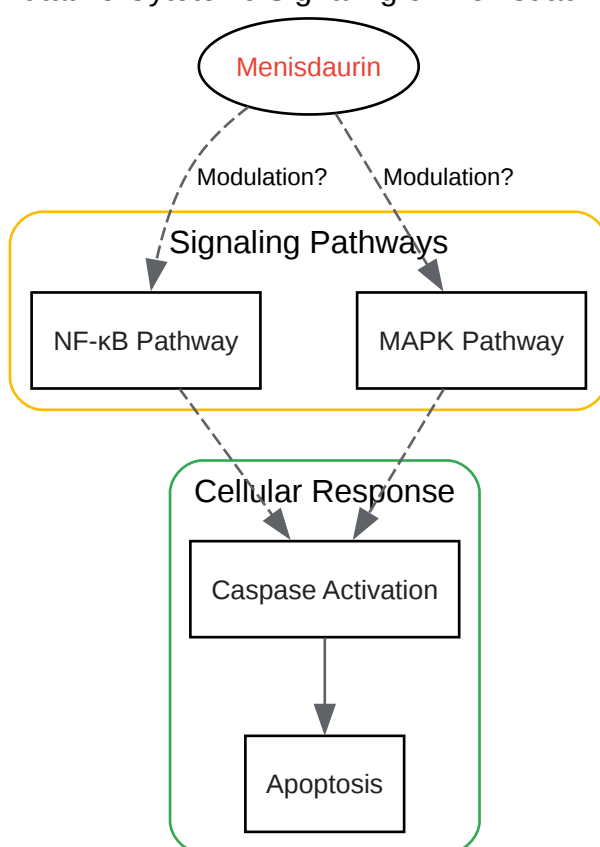 Menisdaurin
Modulation? Modulation?
Signaling Pathways
NF-κB Pathway MAPK Pathway
Cellular Response
Caspase Activation
Apoptosis